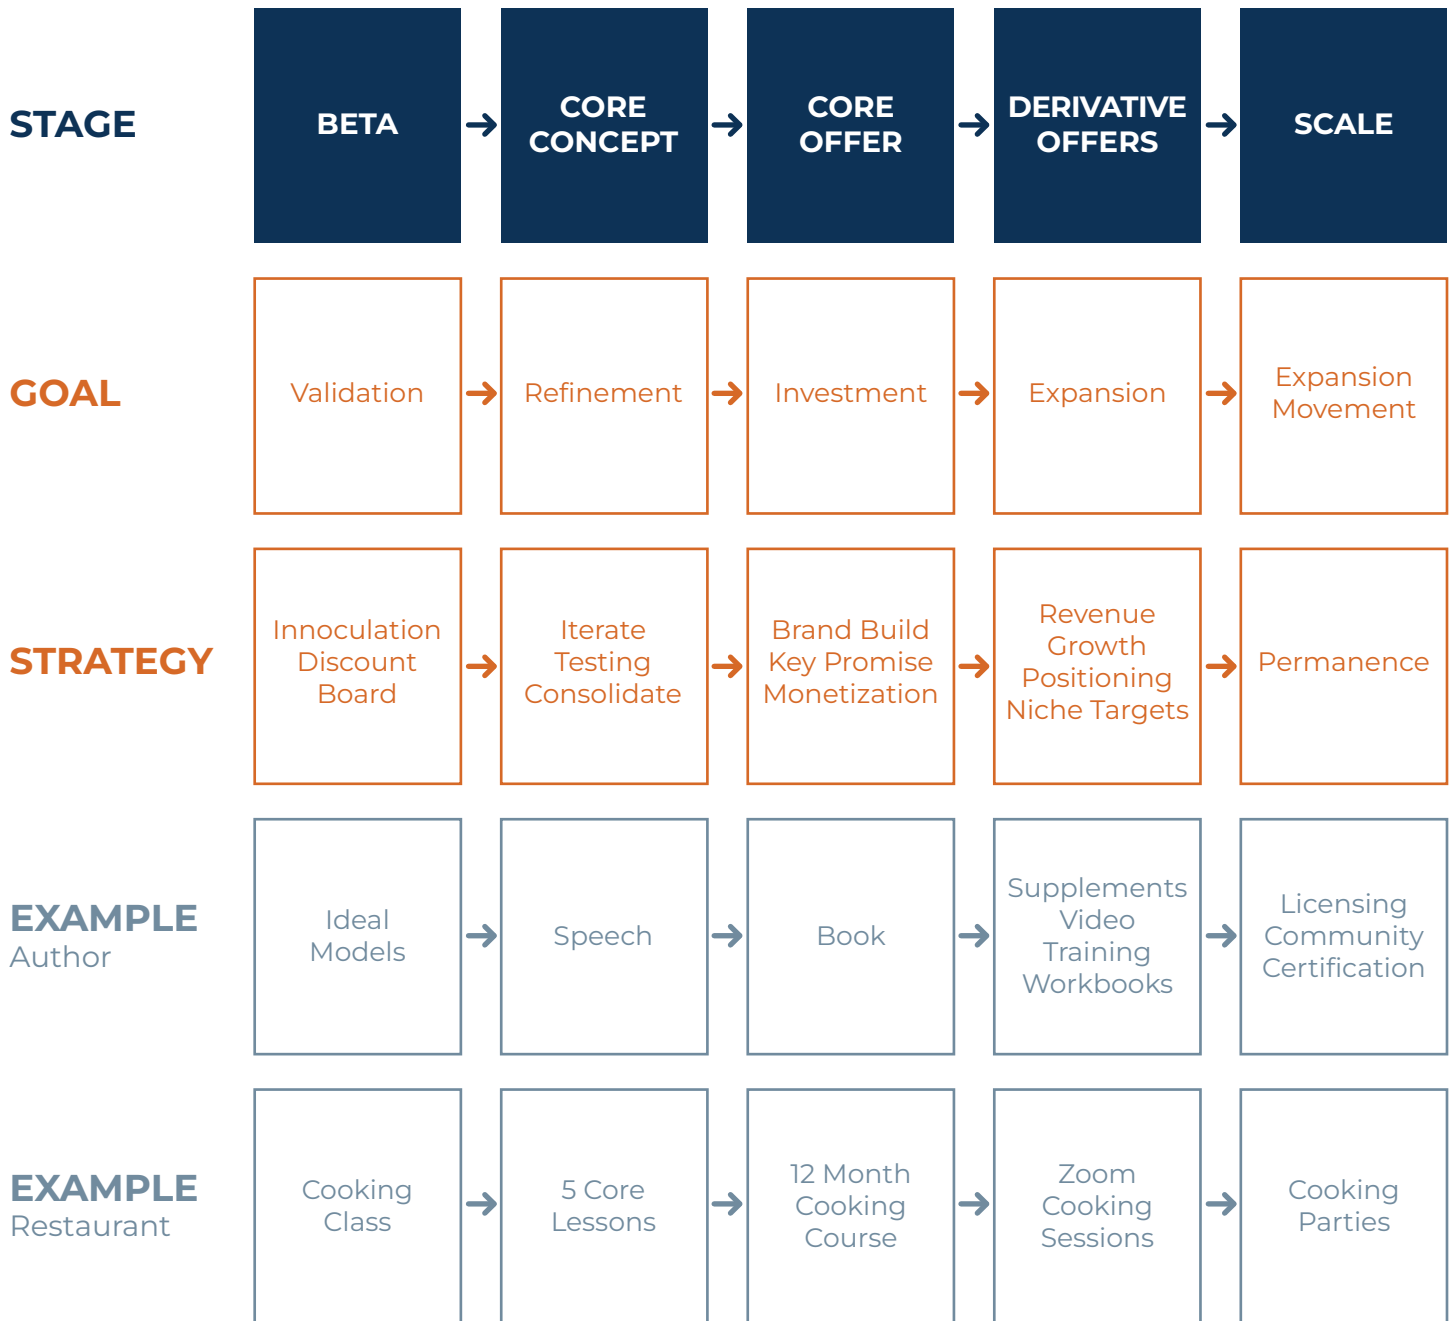 STAGE
BETA
CORE
CONCEPT
CORE
OFFER
DERIVATIVE
OFFERS
SCALE
GOAL
Validation
Refinement
Investment
Expansion
Expansion
Movement
STRATEGY
Innoculation
Discount
Board
Iterate
Testing
Consolidate
Brand Build
Key Promise
Monetization
Revenue
Growth
Positioning
Niche Targets
Permanence
EXAMPLE
Author
Ideal
Models
Speech
Book
Supplements
Video
Training
Workbooks
Licensing
Community
Certification
EXAMPLE
Restaurant
Cooking
Class
5 Core
Lessons
12 Month
Cooking
Course
Zoom
Cooking
Sessions
Cooking
Parties